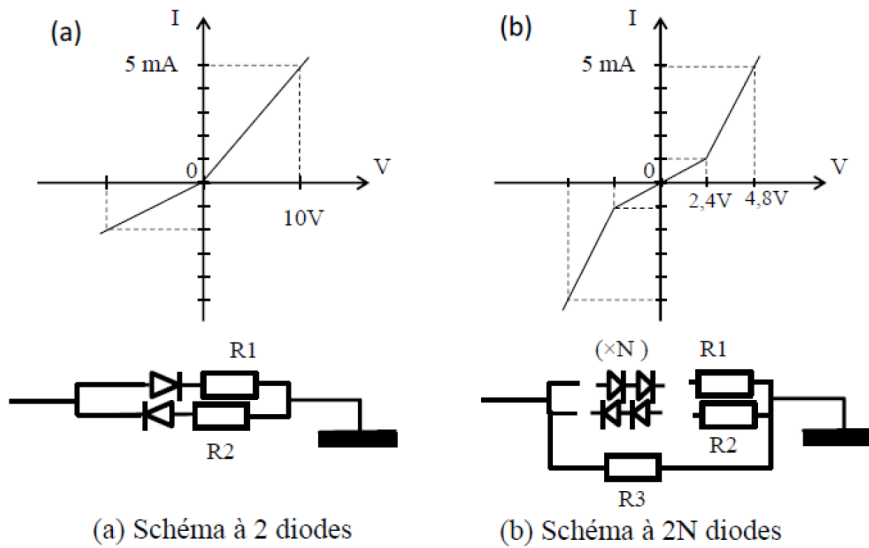 (a)
I
5 mA
0
V
10V
(b)
I
5 mA
0
V
2,4V
4,8V
R1
R2
(×N )
R1
R2
R3
(a) Schéma à 2 diodes
(b) Schéma à 2N diodes